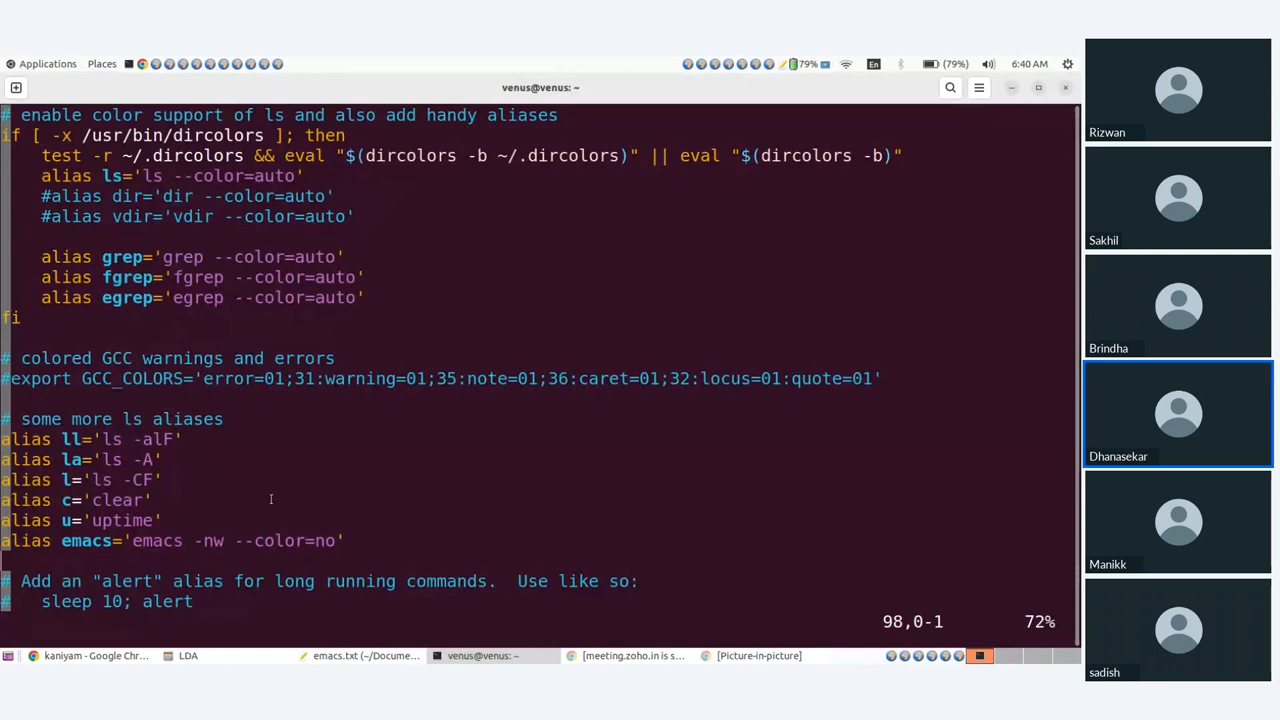 Applications Places 79% En (79%) 6:40 AM
venus@venus: ~
# enable color support of ls and also add handy aliases
if [ -x /usr/bin/dircolors ]; then
    test -r ~/.dircolors && eval "$(dircolors -b ~/.dircolors)" || eval "$(dircolors -b)"
    alias ls='ls --color=auto'
    #alias dir='dir --color=auto'
    #alias vdir='vdir --color=auto'
    alias grep='grep --color=auto'
    alias fgrep='fgrep --color=auto'
    alias egrep='egrep --color=auto'
fi
# colored GCC warnings and errors
#export GCC_COLORS='error=01;31:warning=01;35:note=01;36:caret=01;32:locus=01:quote=01'
# some more ls aliases
alias ll='ls -alF'
alias la='ls -A'
alias l='ls -CF'
alias c='clear'
alias u='uptime'
alias emacs='emacs -nw --color=no'
# Add an "alert" alias for long running commands.  Use like so:
#   sleep 10; alert
98,0-1 72%
kaniyam - Google Chr... LDA emacs.txt (~/Docume... venus@venus: ~ [meeting.zoho.in is s... [Picture-in-picture]
Rizwan
Sakhil
Brindha
Dhanasekar
Manikk
sadish